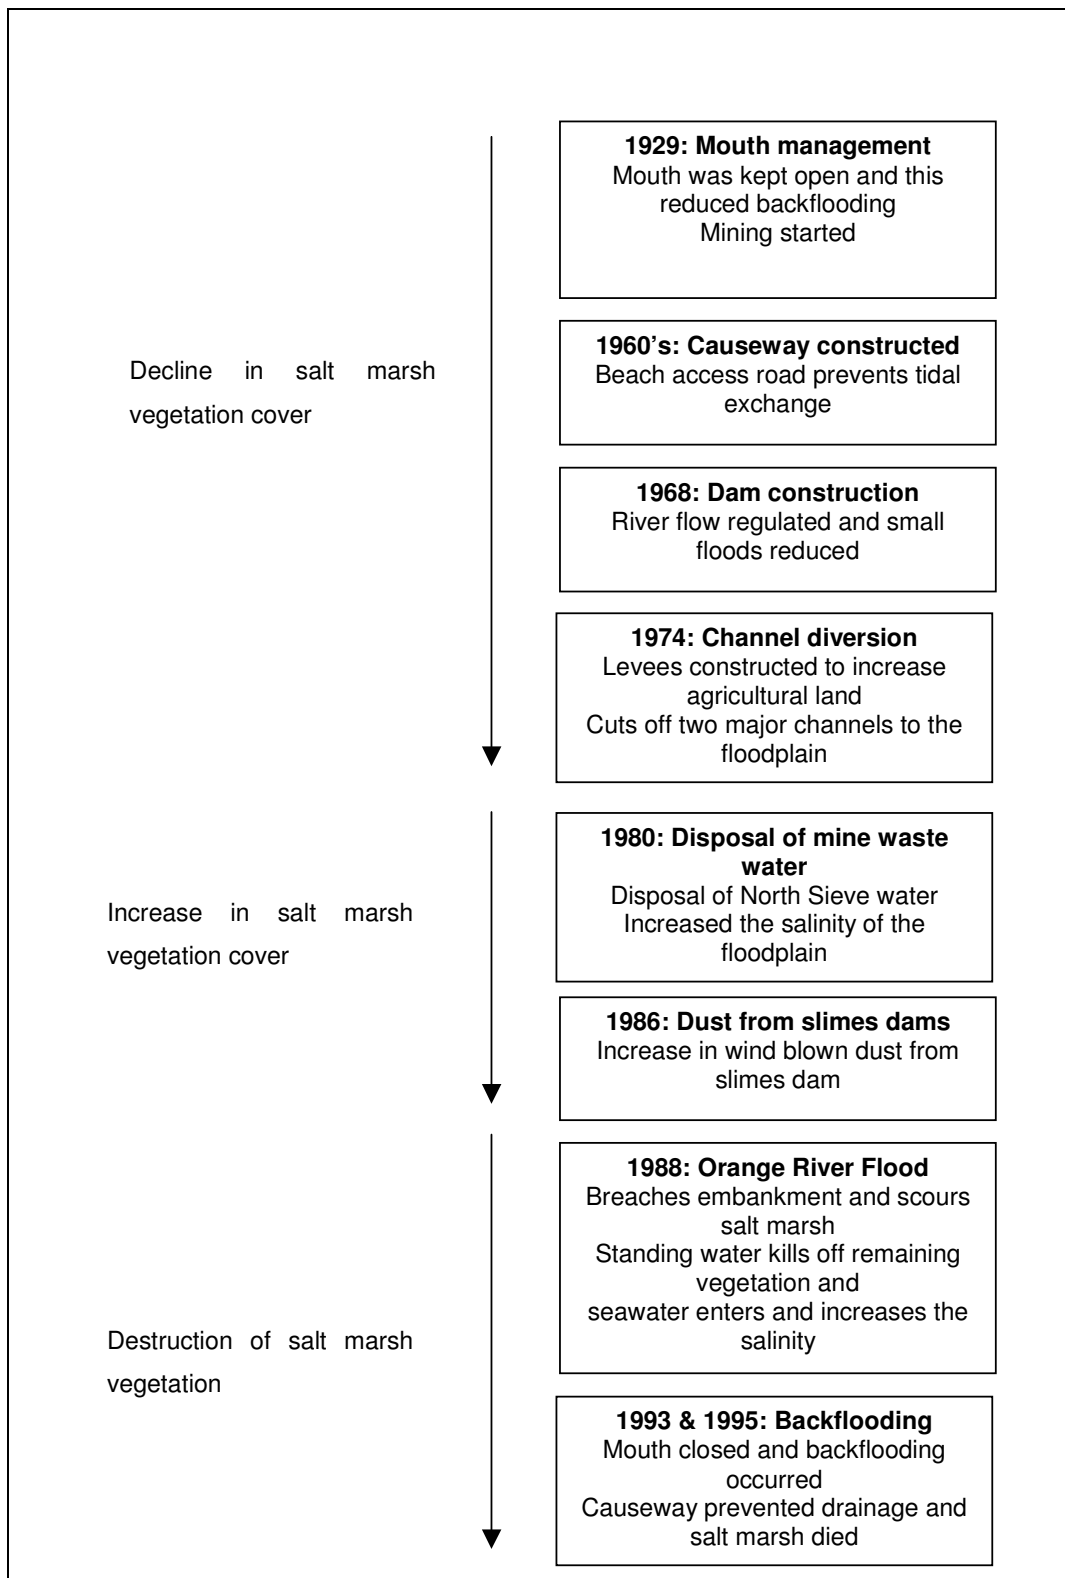 1929: Mouth management
Mouth was kept open and this
reduced backflooding
Mining started
Decline in salt marsh
vegetation cover
1960's: Causeway constructed
Beach access road prevents tidal
exchange
1968: Dam construction
River flow regulated and small
floods reduced
1974: Channel diversion
Levees constructed to increase
agricultural land
Cuts off two major channels to the
floodplain
Increase in salt marsh
vegetation cover
1980: Disposal of mine waste
water
Disposal of North Sieve water
Increased the salinity of the
floodplain
1986: Dust from slimes dams
Increase in wind blown dust from
slimes dam
Destruction of salt marsh
vegetation
1988: Orange River Flood
Breaches embankment and scours
salt marsh
Standing water kills off remaining
vegetation and
seawater enters and increases the
salinity
1993 & 1995: Backflooding
Mouth closed and backflooding
occurred
Causeway prevented drainage and
salt marsh died